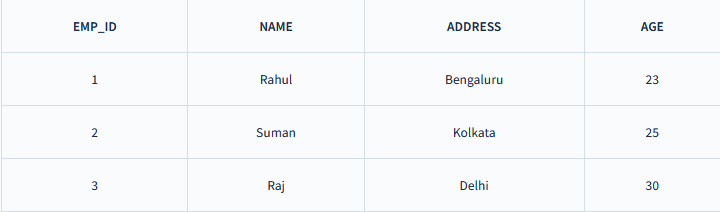 EMP_ID NAME ADDRESS AGE
1 Rahul Bengaluru 23
2 Suman Kolkata 25
3 Raj Delhi 30